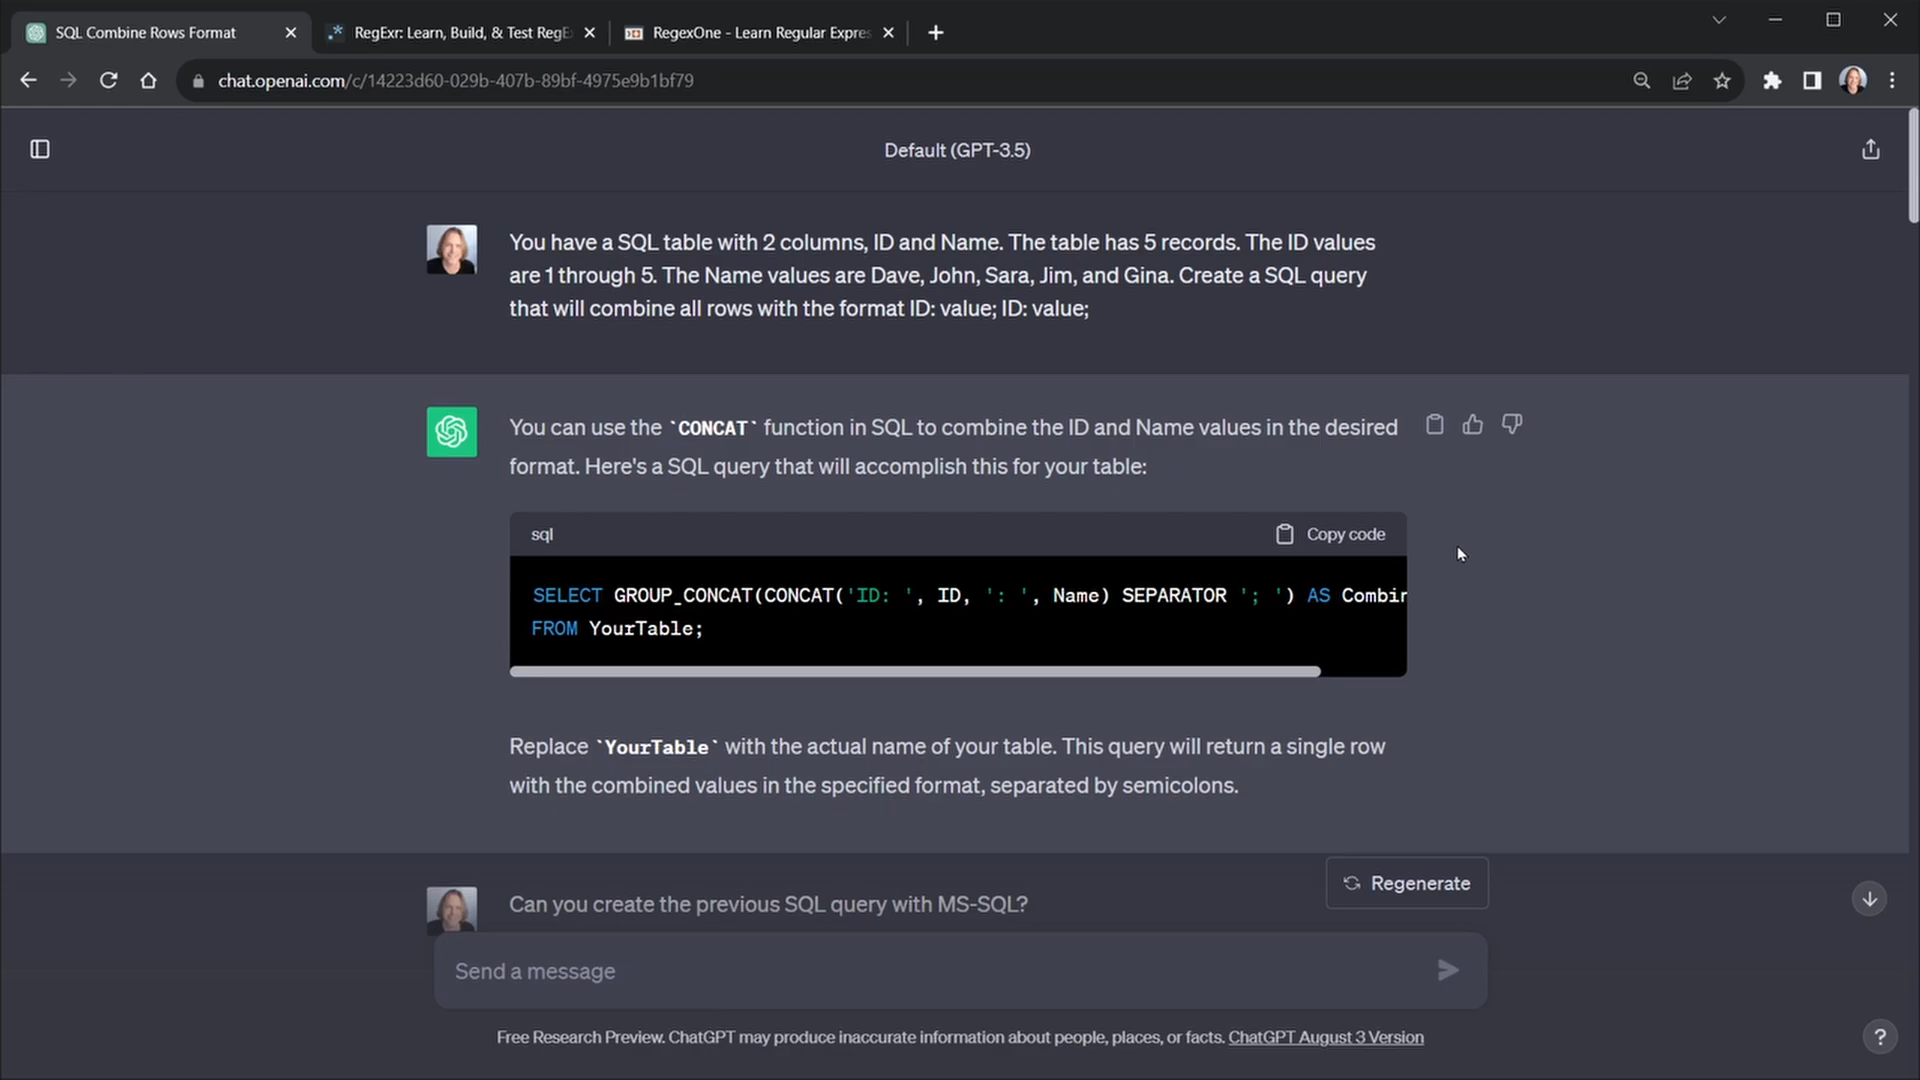 SQL Combine Rows Format
RegExr: Learn, Build, & Test RegE
RegexOne - Learn Regular Expres
chat.openai.com/c/14223d60-029b-407b-89bf-4975e9b1bf79
Default (GPT-3.5)
You have a SQL table with 2 columns, ID and Name. The table has 5 records. The ID values
are 1 through 5. The Name values are Dave, John, Sara, Jim, and Gina. Create a SQL query
that will combine all rows with the format ID: value; ID: value;
You can use the `CONCAT` function in SQL to combine the ID and Name values in the desired
format. Here's a SQL query that will accomplish this for your table:
sql
Copy code
SELECT GROUP_CONCAT(CONCAT('ID: ', ID, ': ', Name) SEPARATOR '; ') AS Combin
FROM YourTable;
Replace `YourTable` with the actual name of your table. This query will return a single row
with the combined values in the specified format, separated by semicolons.
Regenerate
Can you create the previous SQL query with MS-SQL?
Send a message
Free Research Preview. ChatGPT may produce inaccurate information about people, places, or facts. ChatGPT August 3 Version
?